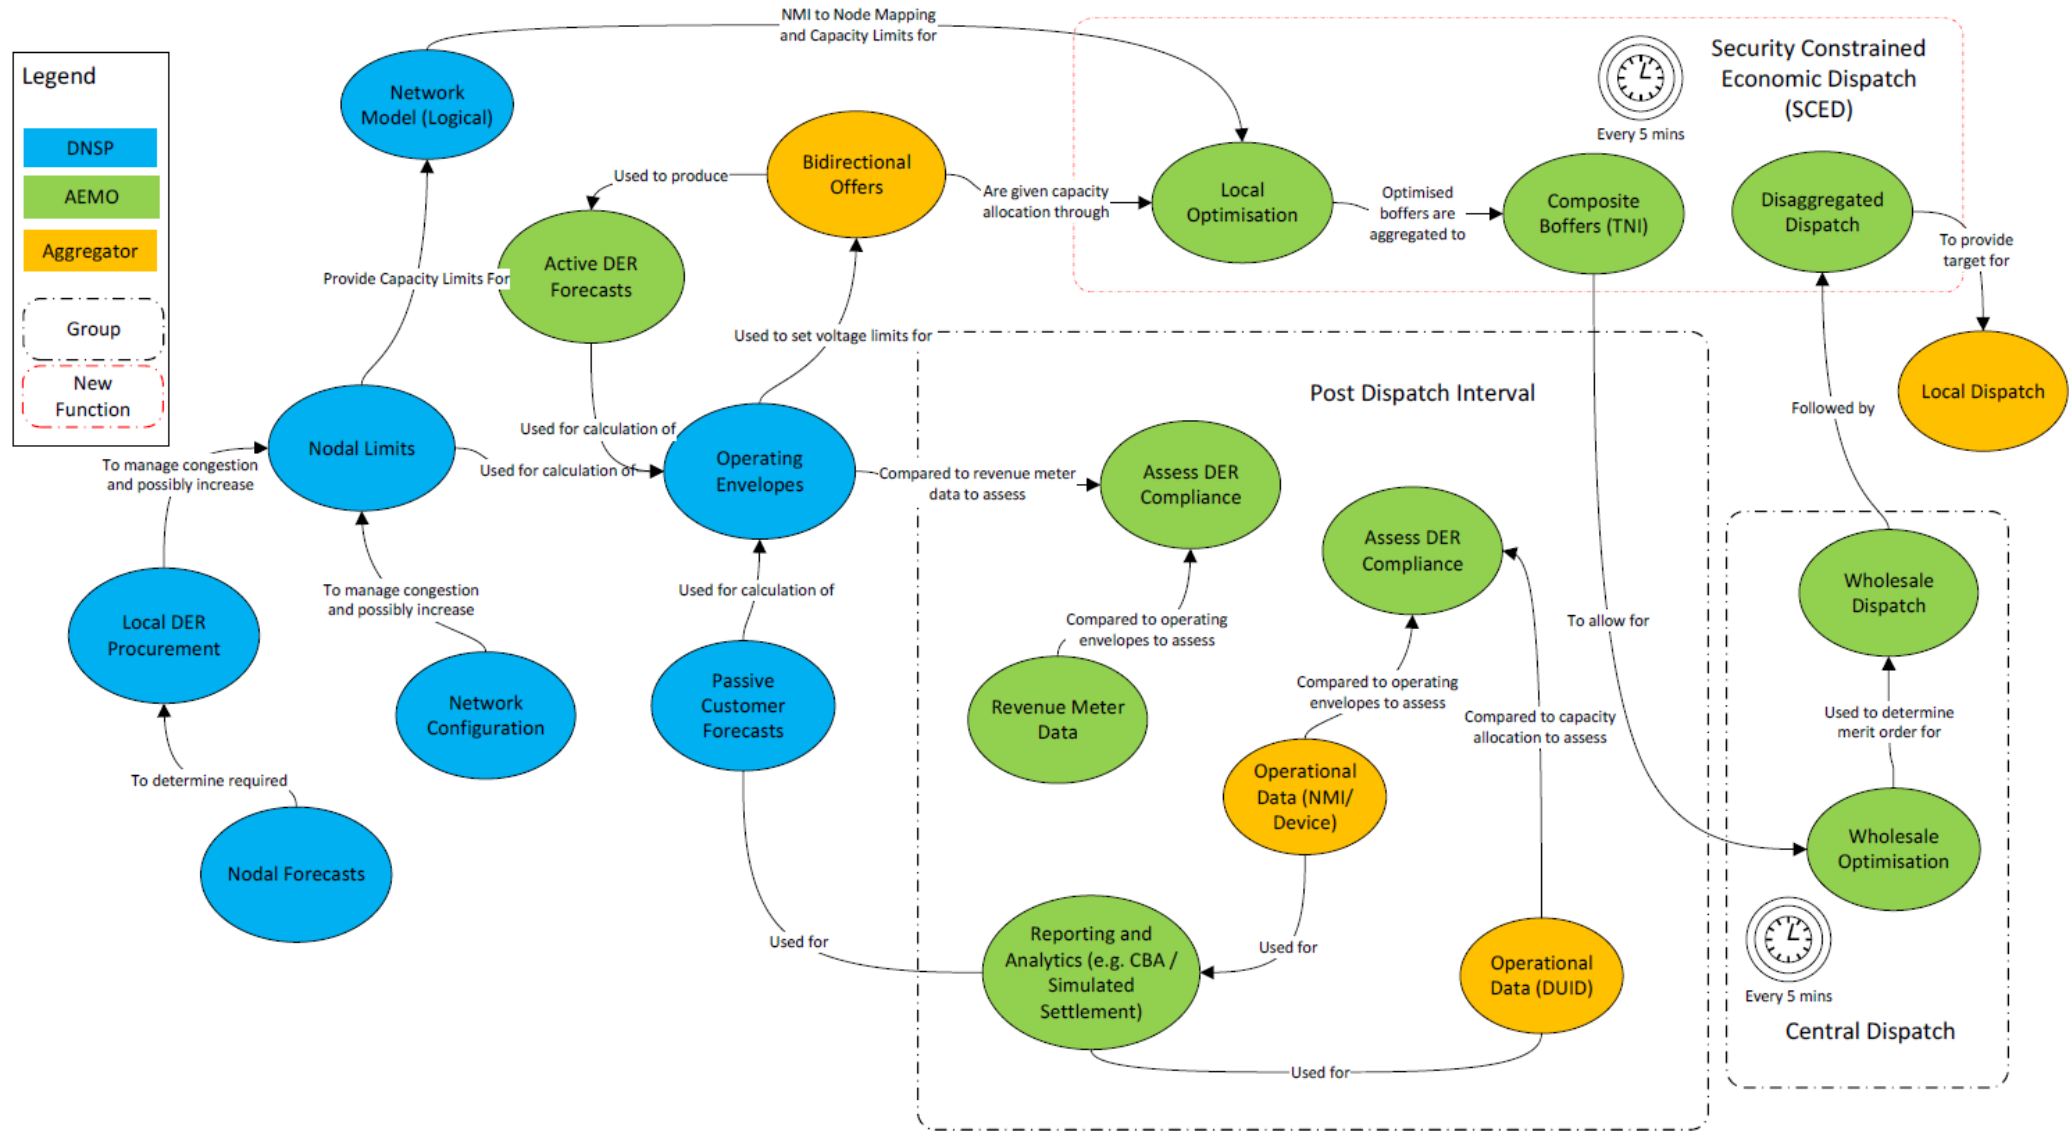 Legend
DNSP
AEMO
Aggregator
Group
New
Function
NMI to Node Mapping
and Capacity Limits for
Network
Model (Logical)
Bidirectional
Offers
Used to produce
Active DER
Forecasts
Are given capacity
allocation through
Local
Optimisation
Optimised
boffers are
aggregated to
Composite
Boffers (TNI)
Every 5 mins
Security Constrained
Economic Dispatch
(SCED)
Disaggregated
Dispatch
To provide
target for
Local Dispatch
Provide Capacity Limits For
Used to set voltage limits for
Nodal Limits
To manage congestion
and possibly increase
Used for calculation of
Used for calculation of
Operating
Envelopes
Compared to revenue meter
data to assess
Post Dispatch Interval
Assess DER
Compliance
Assess DER
Compliance
Followed by
Local DER
Procurement
To manage congestion
and possibly increase
Network
Configuration
To determine required
Nodal Forecasts
Used for calculation of
Passive
Customer
Forecasts
Compared to operating
envelopes to assess
Revenue Meter
Data
Compared to operating
envelopes to assess
Compared to capacity
allocation to assess
Operational
Data (NMI/
Device)
To allow for
Wholesale
Dispatch
Used to determine
merit order for
Wholesale
Optimisation
Used for
Reporting and
Analytics (e.g. CBA /
Simulated
Settlement)
Used for
Operational
Data (DUID)
Used for
Every 5 mins
Central Dispatch